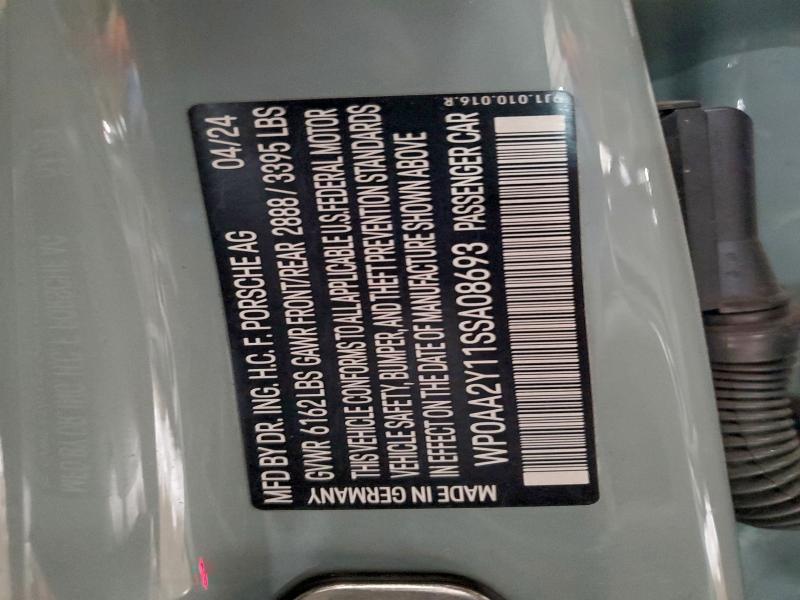 MFD BY DR. ING. H.C. F. PORSCHE AG 04/24
GVWR 6162 LBS GAWR FRONT/REAR 2888 / 3395 LBS
THIS VEHICLE CONFORMS TO ALL APPLICABLE U.S. FEDERAL MOTOR
VEHICLE SAFETY, BUMPER, AND THEFT PREVENTION STANDARDS
IN EFFECT ON THE DATE OF MANUFACTURE SHOWN ABOVE
WP0AA2Y11SSA08693 PASSENGER CAR
MADE IN GERMANY
9J1.010.016.R